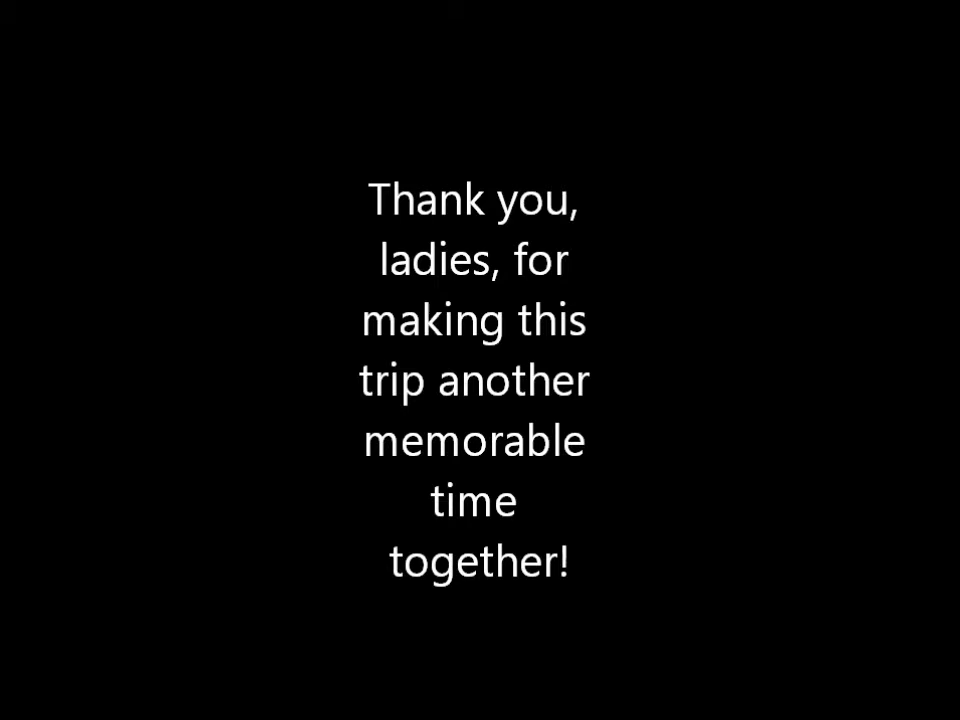 Thank you,
ladies, for
making this
trip another
memorable
time
together!